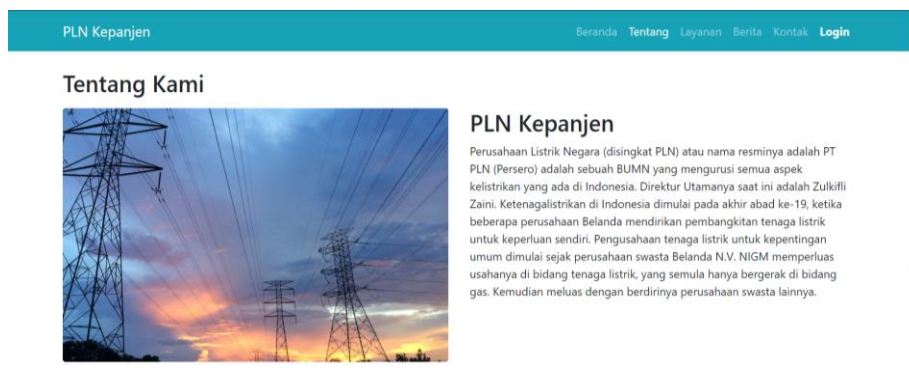 PLN Kepanjen
Beranda Tentang Layanan Berita Kontak Login
Tentang Kami
PLN Kepanjen
Perusahaan Listrik Negara (disingkat PLN) atau nama resminya adalah PT
PLN (Persero) adalah sebuah BUMN yang mengurusi semua aspek
kelistrikan yang ada di Indonesia. Direktur Utamanya saat ini adalah Zulkifli
Zaini. Ketenagalistrikan di Indonesia dimulai pada akhir abad ke-19, ketika
beberapa perusahaan Belanda mendirikan pembangkitan tenaga listrik
untuk keperluan sendiri. Pengusahaan tenaga listrik untuk kepentingan
umum dimulai sejak perusahaan swasta Belanda N.V. NIGM memperluas
usahanya di bidang tenaga listrik, yang semula hanya bergerak di bidang
gas. Kemudian meluas dengan berdirinya perusahaan swasta lainnya.